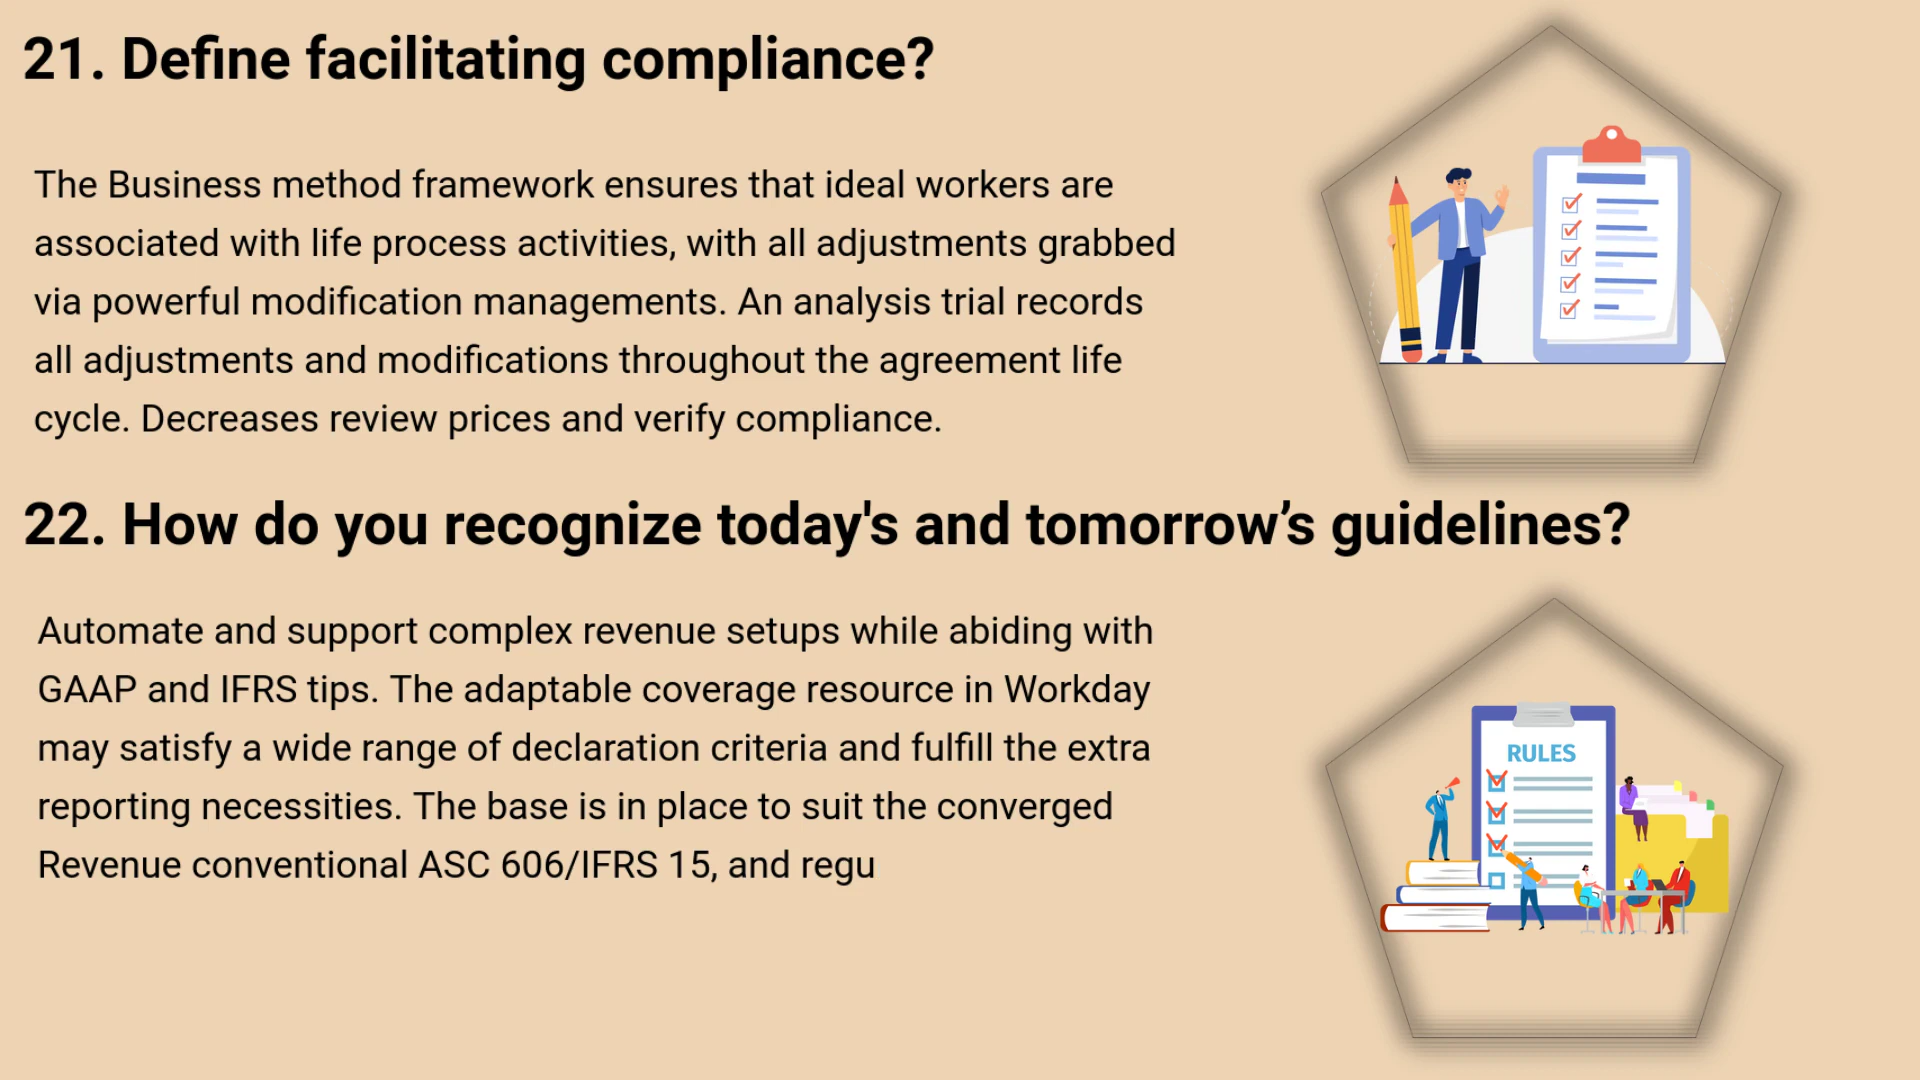 21. Define facilitating compliance?
The Business method framework ensures that ideal workers are
associated with life process activities, with all adjustments grabbed
via powerful modification managements. An analysis trial records
all adjustments and modifications throughout the agreement life
cycle. Decreases review prices and verify compliance.
22. How do you recognize today's and tomorrow’s guidelines?
Automate and support complex revenue setups while abiding with
GAAP and IFRS tips. The adaptable coverage resource in Workday
may satisfy a wide range of declaration criteria and fulfill the extra
reporting necessities. The base is in place to suit the converged
Revenue conventional ASC 606/IFRS 15, and regu
RULES